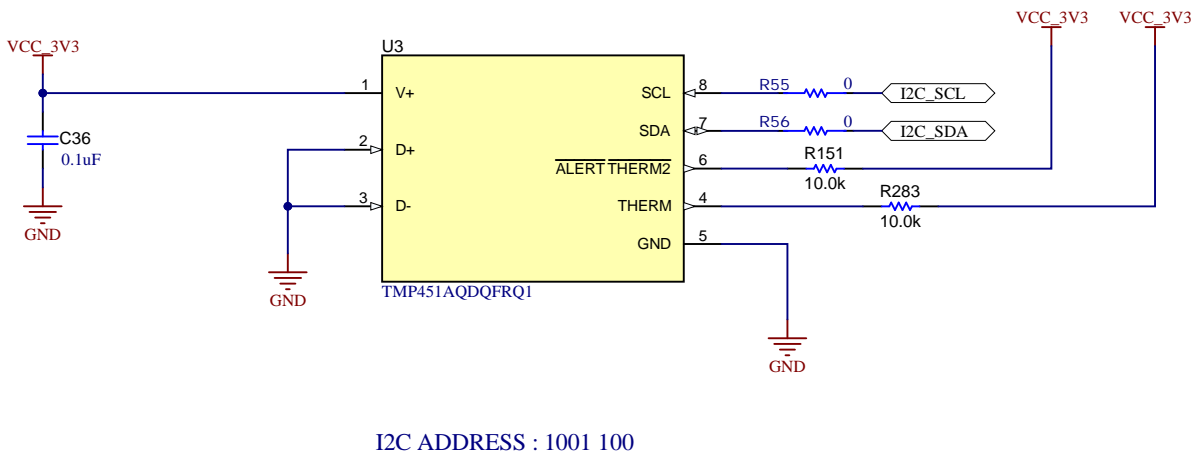 VCC_3V3
VCC_3V3
VCC_3V3
U3
1
V+
SCL
8
R55
0
I2C_SCL
C36
0.1uF
SDA
7
R56
0
I2C_SDA
2
D+
ALERT THERM2
6
R151
10.0k
3
D-
THERM
4
R283
10.0k
GND
GND
5
GND
TMP451AQDQFRQ1
GND
I2C ADDRESS : 1001 100